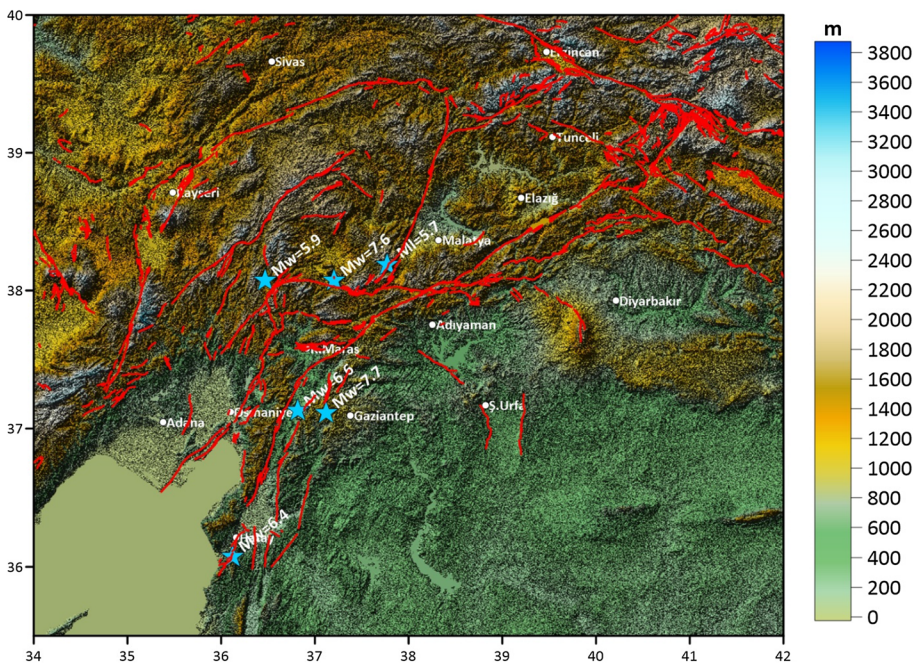 40
39
38
37
36
34
35
36
37
38
39
40
41
42
Sivas
Erzincan
Tunceli
Kayseri
Elazığ
Malatya
Mw=5.9
Mw=7.6
Ml=5.7
Diyarbakır
Adıyaman
K.Maraş
Mw=6.6
Mw=7.7
Osmaniye
Gaziantep
Ş.Urfa
Adana
Mw=6.4
m
3800
3600
3400
3200
3000
2800
2600
2400
2200
2000
1800
1600
1400
1200
1000
800
600
400
200
0